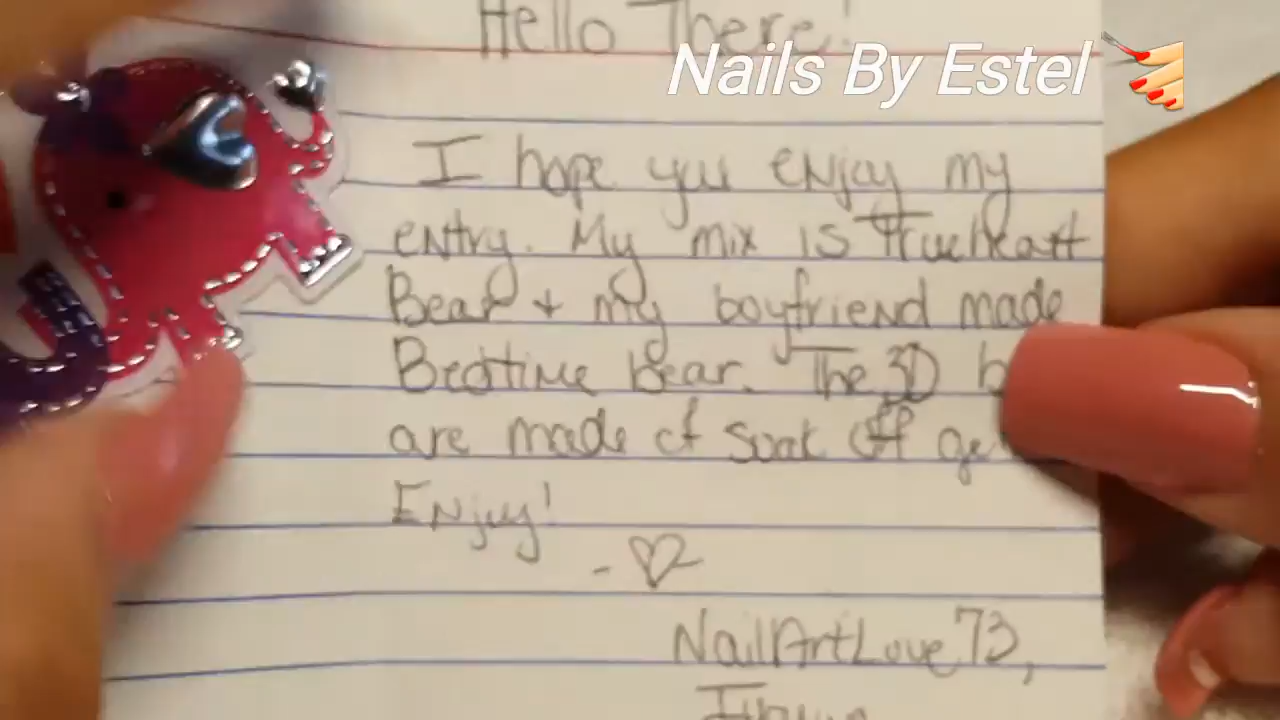 Hello There!
Nails By Estel
I hope you enjoy my
entry. My mix is Trueheart
Bear + my boyfriend made
Bedtime Bear. The 3D
are made of soak off
Enjoy!
- ♡
NailArtLove73,